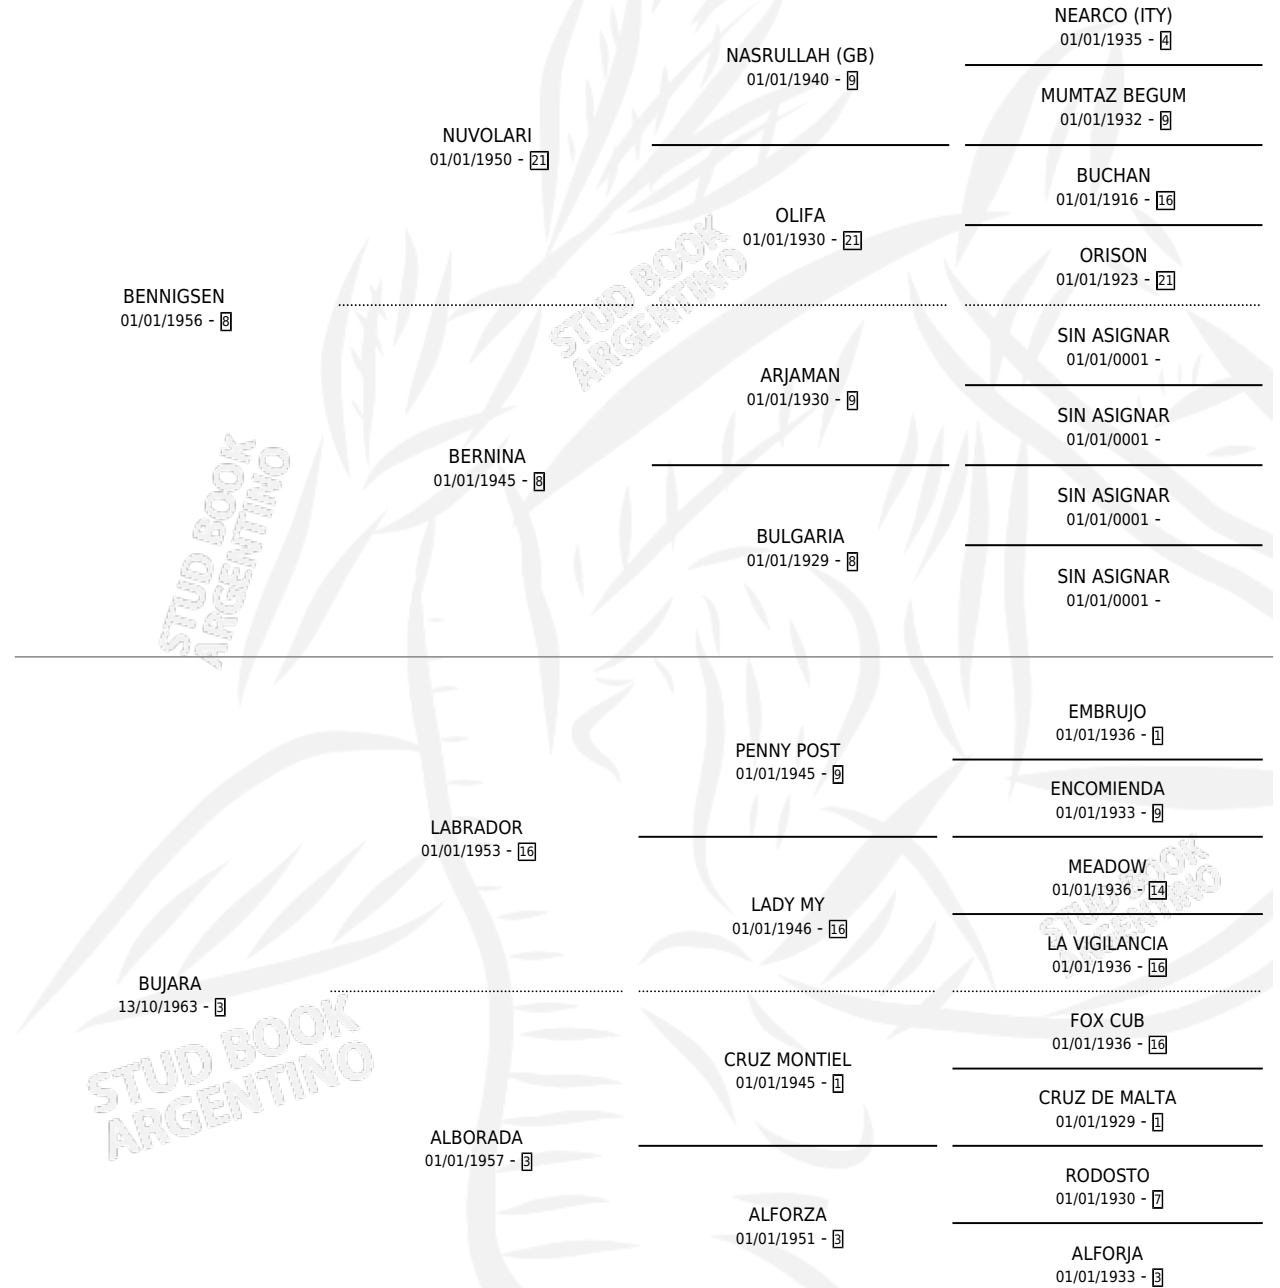 NEARCO (ITY)
01/01/1935 - 4
NASRULLAH (GB)
01/01/1940 - 9
MUMTAZ BEGUM
01/01/1932 - 9
NUVOLARI
01/01/1950 - 21
BUCHAN
01/01/1916 - 16
OLIFA
01/01/1930 - 21
ORISON
01/01/1923 - 21
BENNIGSEN
01/01/1956 - 8
STUD BOOK
ARGENTINO
SIN ASIGNAR
01/01/0001 -
ARJAMAN
01/01/1930 - 9
SIN ASIGNAR
01/01/0001 -
BERNINA
01/01/1945 - 8
SIN ASIGNAR
01/01/0001 -
BULGARIA
01/01/1929 - 8
SIN ASIGNAR
01/01/0001 -
STUD BOOK
ARGENTINO
EMBRUJO
01/01/1936 - 1
PENNY POST
01/01/1945 - 9
ENCOMIENDA
01/01/1933 - 9
LABRADOR
01/01/1953 - 16
MEADOW
01/01/1936 - 14
LADY MY
01/01/1946 - 16
LA VIGILANCIA
01/01/1936 - 16
STUD BOOK
ARGENTINO
BUJARA
13/10/1963 - 3
FOX CUB
01/01/1936 - 16
CRUZ MONTIEL
01/01/1945 - 1
CRUZ DE MALTA
01/01/1929 - 1
STUD BOOK
ARGENTINO
ALBORADA
01/01/1957 - 3
RODOSTO
01/01/1930 - 7
ALFORZA
01/01/1951 - 3
ALFORJA
01/01/1933 - 3